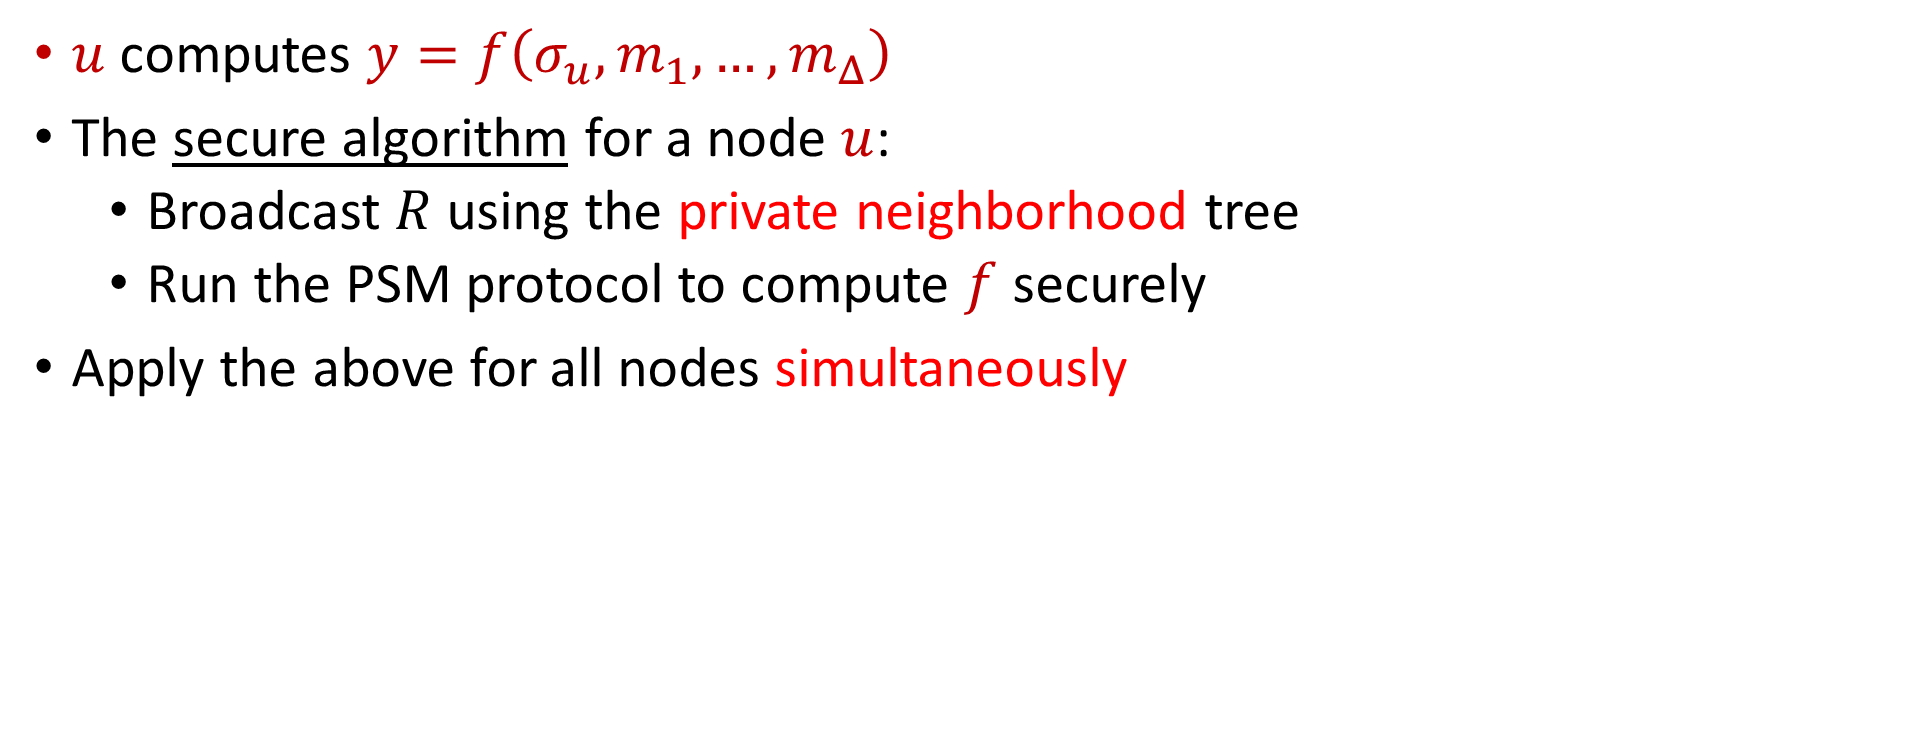 • u computes y = f(σ_u, m_1, … , m_Δ)
• The secure algorithm for a node u:
• Broadcast R using the private neighborhood tree
• Run the PSM protocol to compute f securely
• Apply the above for all nodes simultaneously